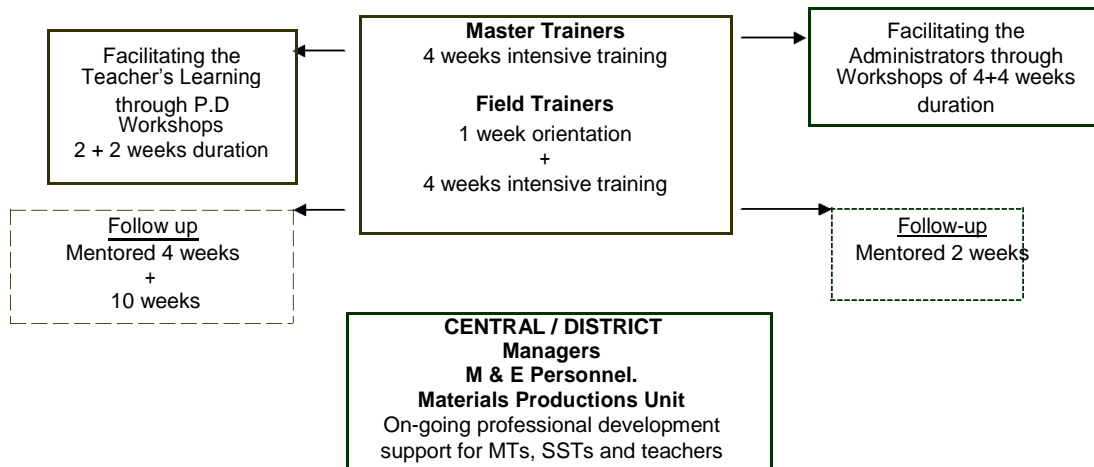 Facilitating the
Teacher's Learning
through P.D
Workshops
2 + 2 weeks duration
Master Trainers
4 weeks intensive training
Field Trainers
1 week orientation
+
4 weeks intensive training
Facilitating the
Administrators through
Workshops of 4+4 weeks
duration
Follow up
Mentored 4 weeks
+
10 weeks
Follow-up
Mentored 2 weeks
CENTRAL / DISTRICT
Managers
M & E Personnel.
Materials Productions Unit
On-going professional development
support for MTs, SSTs and teachers